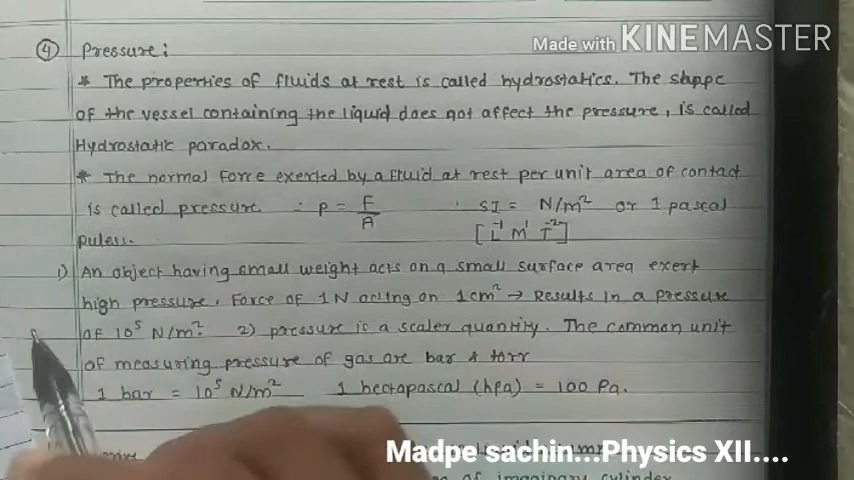 Made with KINEMASTER
④ Pressure:
* The properties of fluids at rest is called hydrostatics. The shape
of the vessel containing the liquid does not affect the pressure, is called
Hydrostatic paradox.
* The normal force exerted by a fluid at rest per unit area of contact
is called pressure ∴ P = F/A SI = N/m² or 1 pascal
Rules:. [L⁻¹ M¹ T⁻²]
1) An object having small weight acts on a small surface area exert
high pressure. Force of 1N acting on 1cm² → Results in a pressure
of 10⁵ N/m². 2) pressure is a scaler quantity. The common unit
of measuring pressure of gas are bar & torr
1 bar = 10⁵ N/m² 1 hectapascal (hpa) = 100 Pa.
Madpe sachin...Physics XII....
of imaginary cylinder